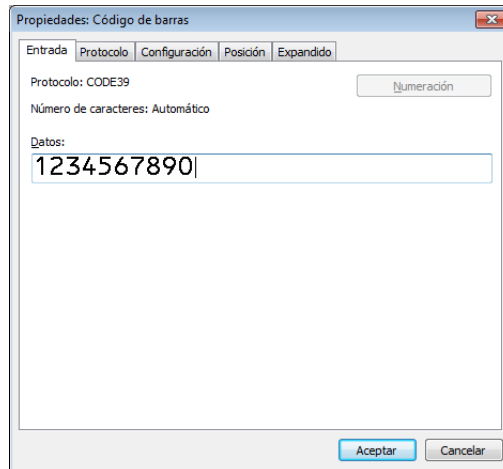 Propiedades: Código de barras
Entrada Protocolo Configuración Posición Expandido
Protocolo: CODE39 Numeración
Número de caracteres: Automático
Datos:
1234567890
Aceptar Cancelar